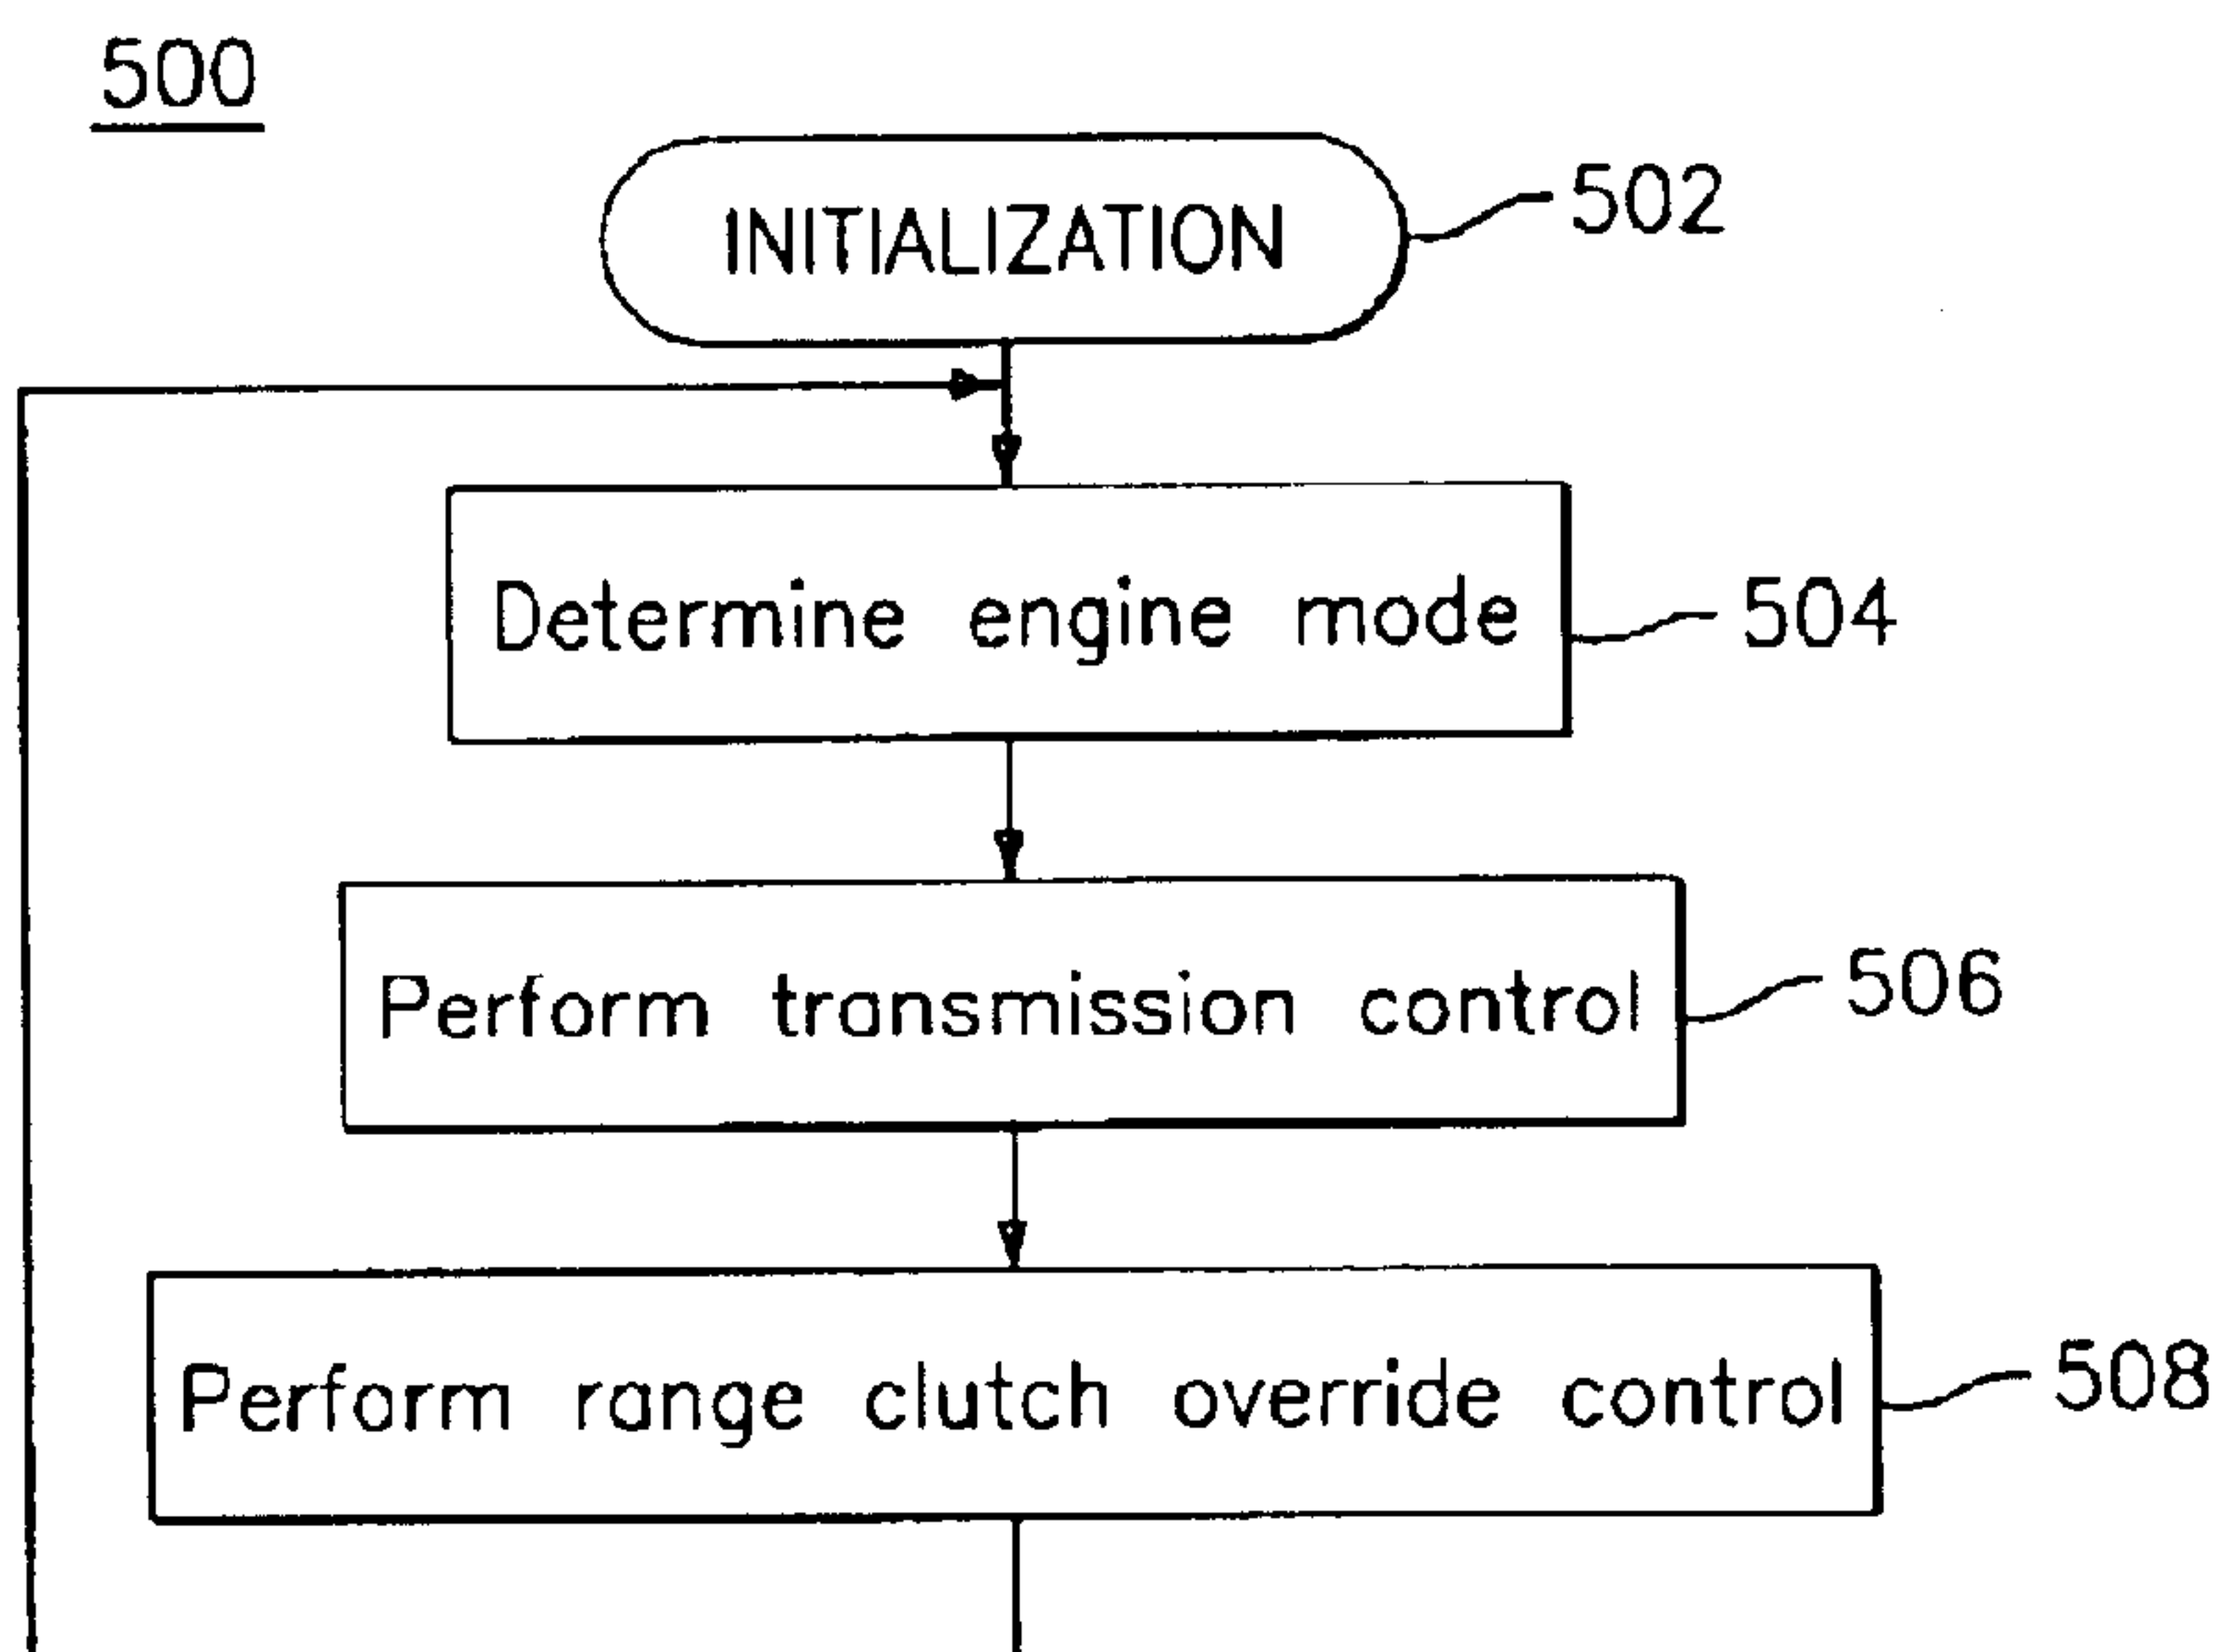 500
INITIALIZATION
502
Determine engine mode
504
Perform transmission control
506
Perform range clutch override control
508